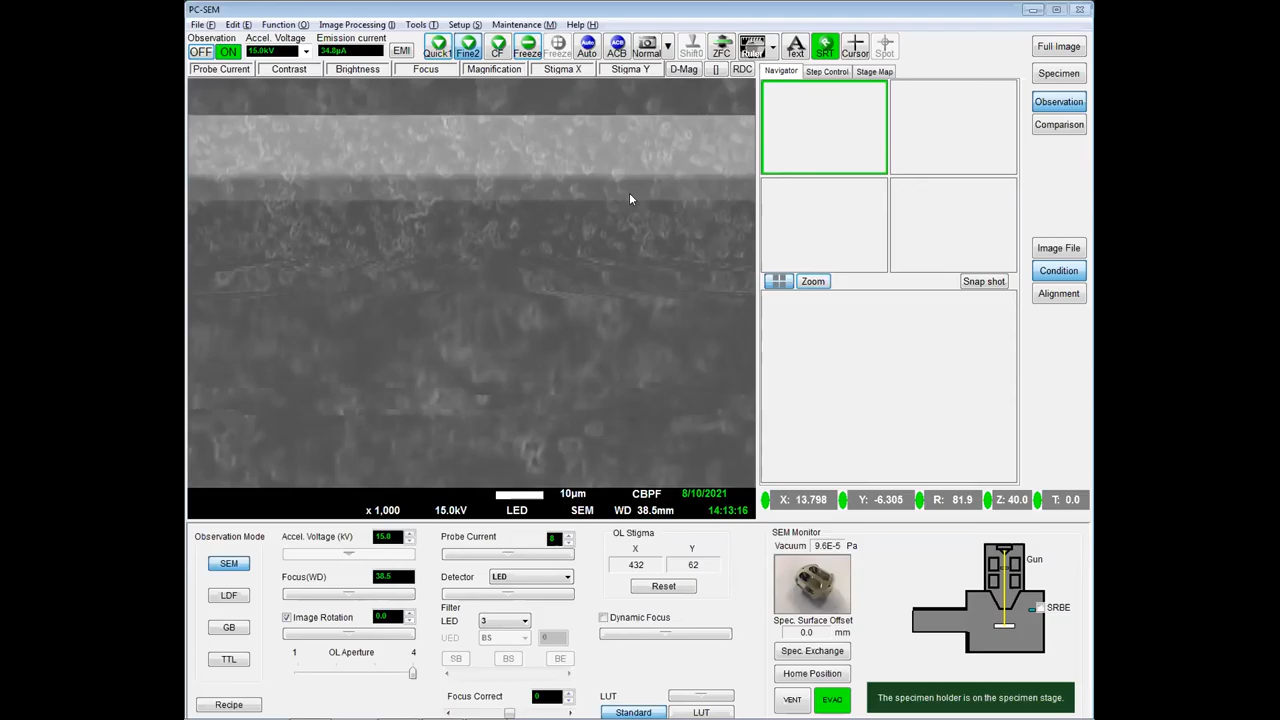 PC-SEM
File (F) Edit (E) Function (O) Image Processing (I) Tools (T) Setup (S) Maintenance (M) Help (H)
Observation Accel. Voltage Emission current
OFF ON 15.0kV 34.8μA EMI Quick1 Fine2 CF Freeze Freeze Auto ACB Normal Shift0 ZFC Ruler Text SRT Cursor Spot
Probe Current Contrast Brightness Focus Magnification Stigma X Stigma Y D-Mag [] RDC
Navigator Step Control Stage Map
Full Image
Specimen
Observation
Comparison
Image File
Condition
Alignment
Zoom Snap shot
10μm CBPF 8/10/2021
x 1,000 15.0kV LED SEM WD 38.5mm 14:13:16
X: 13.798 Y: -6.305 R: 81.9 Z: 40.0 T: 0.0
Observation Mode
SEM
LDF
GB
TTL
Recipe
Accel. Voltage (kV) 15.0
Focus(WD) 38.5
Image Rotation 0.0
1 OL Aperture 4
Probe Current 8
Detector LED
Filter
LED 3
UED BS 0
SB BS BE
Focus Correct 0
OL Stigma
X Y
432 62
Reset
Dynamic Focus
LUT
Standard LUT
SEM Monitor
Vacuum 9.6E-5 Pa
Spec. Surface Offset
0.0 mm
Spec. Exchange
Home Position
VENT EVAC
Gun
SRBE
The specimen holder is on the specimen stage.